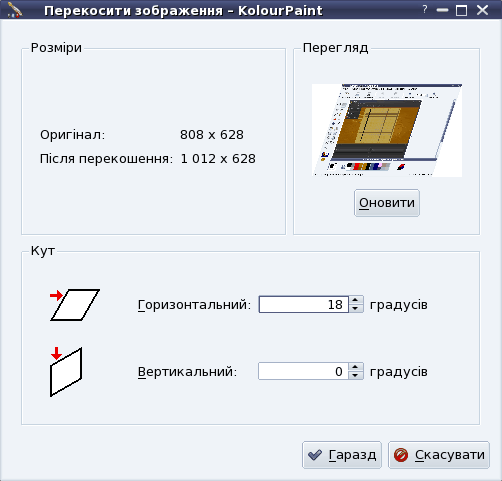 Перекосити зображення – KolourPaint
Розміри
Оригінал: 808 x 628
Після перекошення: 1 012 x 628
Перегляд
Оновити
Кут
Горизонтальний: 18 градусів
Вертикальний: 0 градусів
Гаразд Скасувати